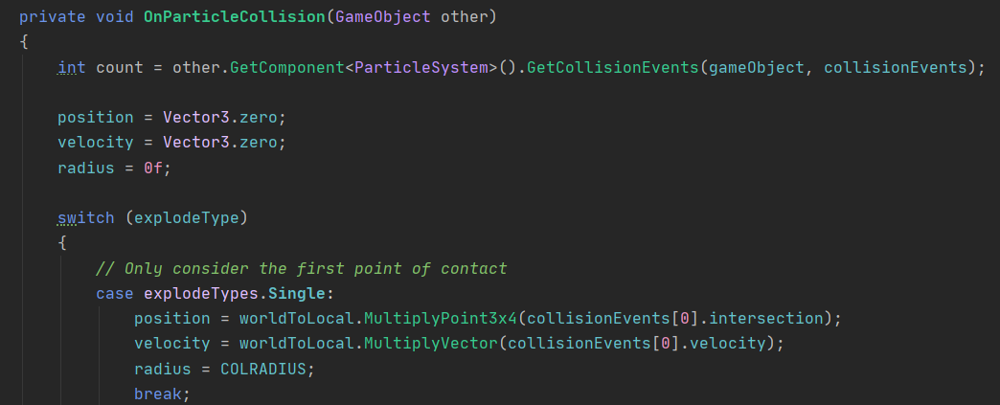 private void OnParticleCollision(GameObject other)
{
    int count = other.GetComponent<ParticleSystem>().GetCollisionEvents(gameObject, collisionEvents);

    position = Vector3.zero;
    velocity = Vector3.zero;
    radius = 0f;

    switch (explodeType)
    {
        // Only consider the first point of contact
        case explodeTypes.Single:
            position = worldToLocal.MultiplyPoint3x4(collisionEvents[0].intersection);
            velocity = worldToLocal.MultiplyVector(collisionEvents[0].velocity);
            radius = COLRADIUS;
            break;